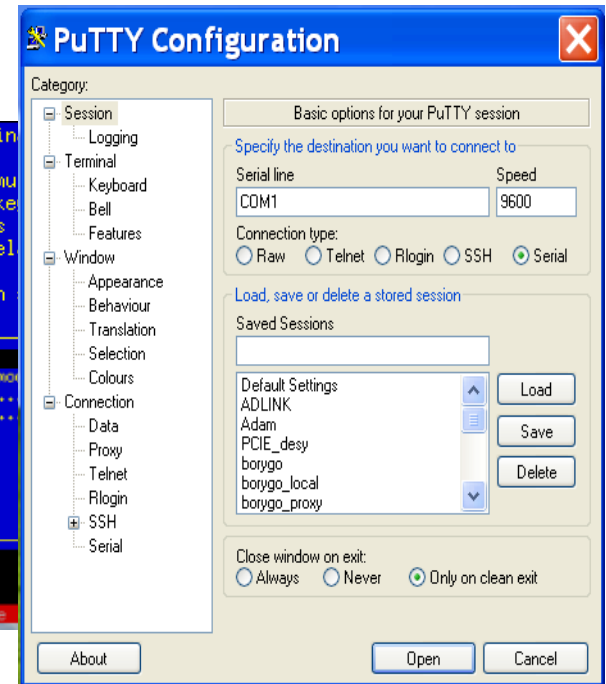 PuTTY Configuration
Category:
Session
Logging
Terminal
Keyboard
Bell
Features
Window
Appearance
Behaviour
Translation
Selection
Colours
Connection
Data
Proxy
Telnet
Rlogin
SSH
Serial
Basic options for your PuTTY session
Specify the destination you want to connect to
Serial line Speed
COM1 9600
Connection type:
Raw Telnet Rlogin SSH Serial
Load, save or delete a stored session
Saved Sessions
Default Settings
ADLINK
Adam
PCIE_desy
borygo
borygo_local
borygo_proxy
Load
Save
Delete
Close window on exit:
Always Never Only on clean exit
About Open Cancel